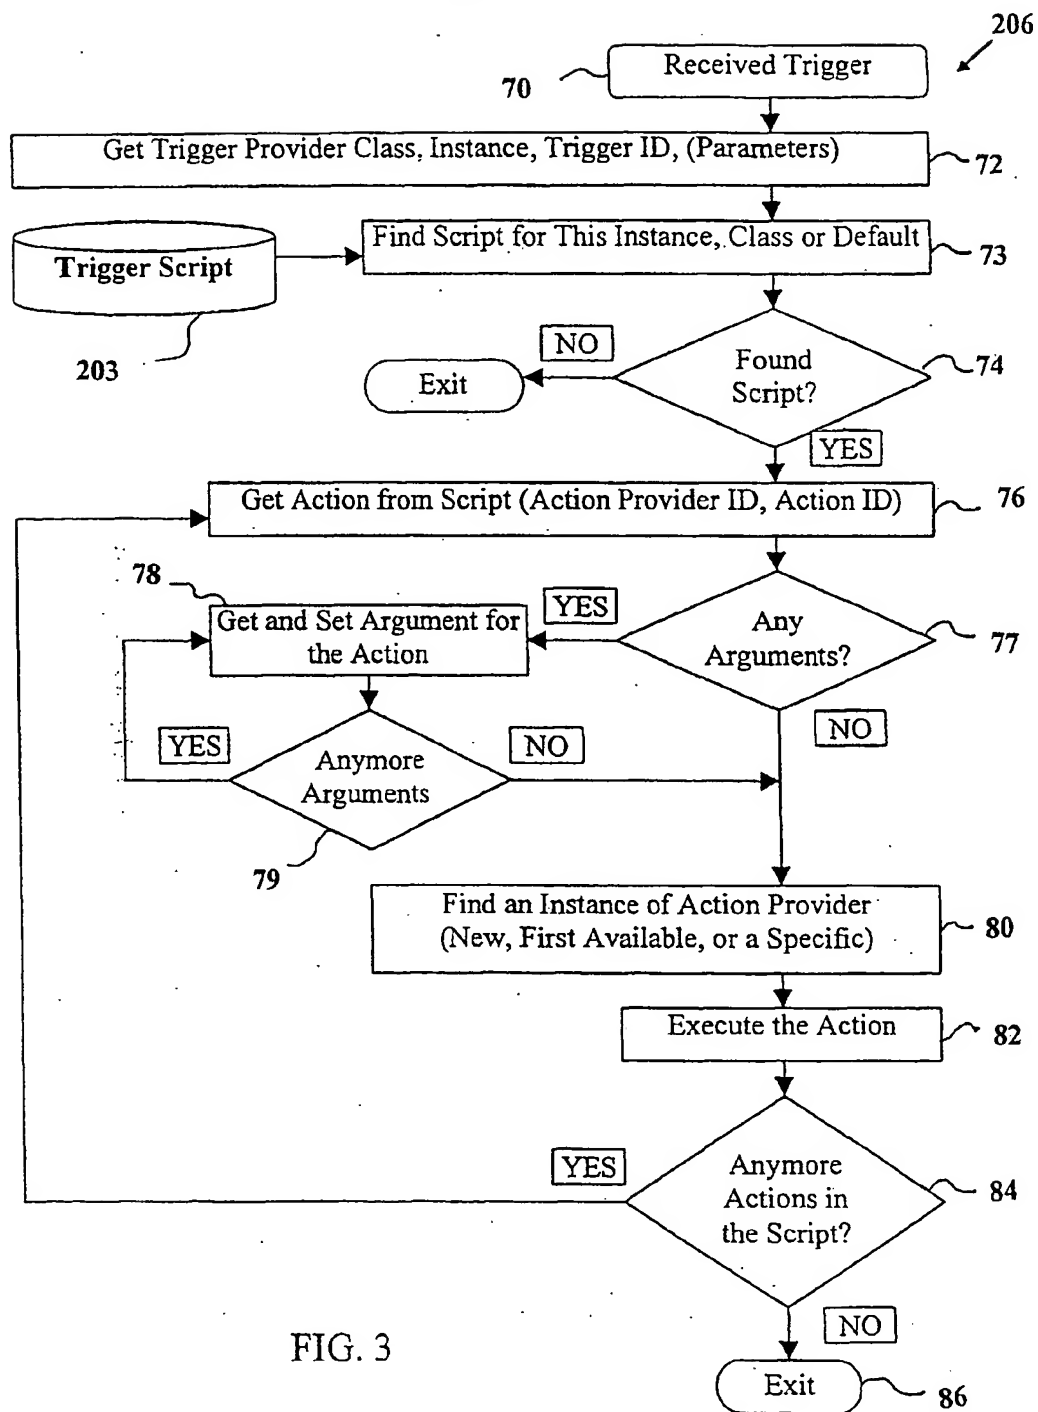 206
Received Trigger
70
Get Trigger Provider Class, Instance, Trigger ID, (Parameters)
72
Find Script for This Instance, Class or Default
73
Trigger Script
203
NO
Found
Script?
74
Exit
YES
Get Action from Script (Action Provider ID, Action ID)
76
78
YES
Get and Set Argument for
the Action
Any
Arguments?
77
YES
NO
NO
Anymore
Arguments
79
Find an Instance of Action Provider
(New, First Available, or a Specific)
80
Execute the Action
82
YES
Anymore
Actions in
the Script?
84
NO
FIG. 3
Exit
86